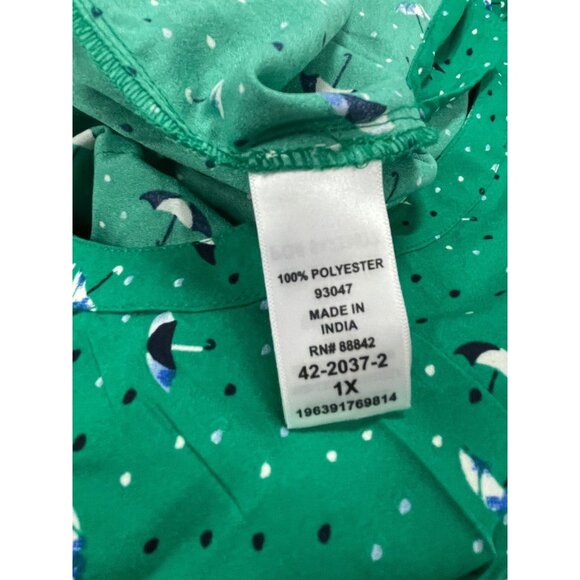 100% POLYESTER
93047
MADE IN
INDIA
RN# 88842
42-2037-2
1X
196391769814